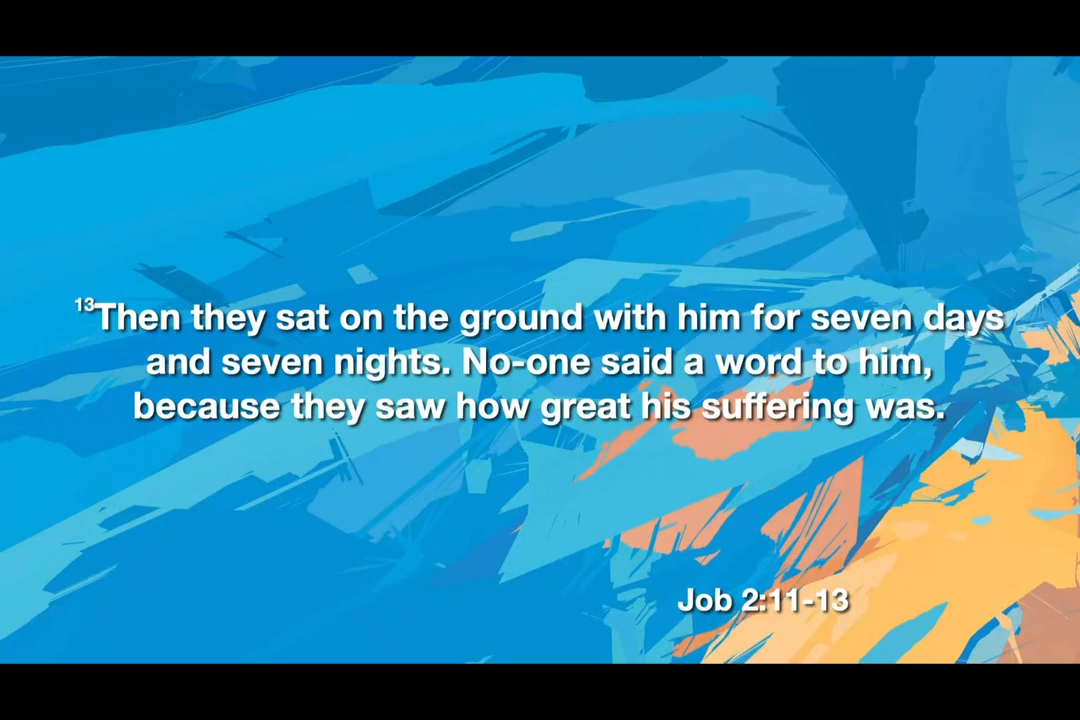 13Then they sat on the ground with him for seven days
and seven nights. No-one said a word to him,
because they saw how great his suffering was.
Job 2:11-13